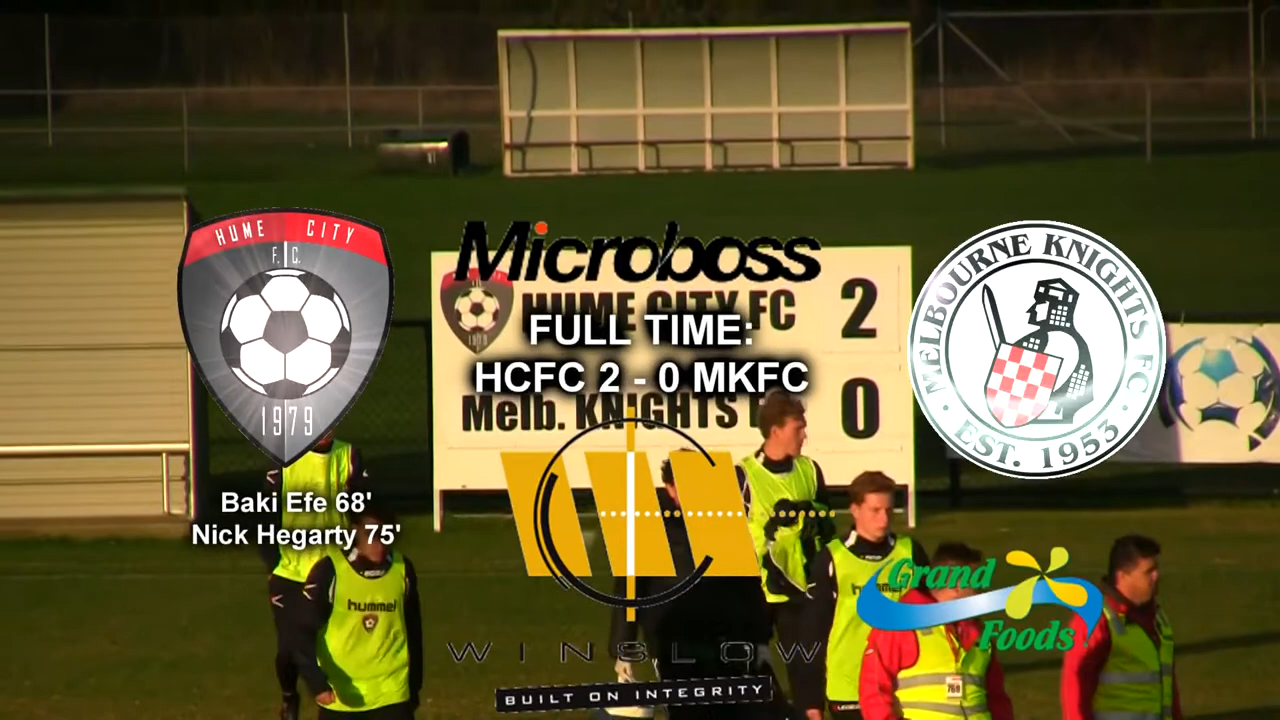 HUME CITY
F.C.
1979
Baki Efe 68'
Nick Hegarty 75'
Microboss
HUME CITY FC 2
FULL TIME:
HCFC 2 - 0 MKFC
Melb. KNIGHTS 0
WINSLOW
BUILT ON INTEGRITY
MELBOURNE KNIGHTS FC
EST. 1953
Grand
Foods
hummel
769